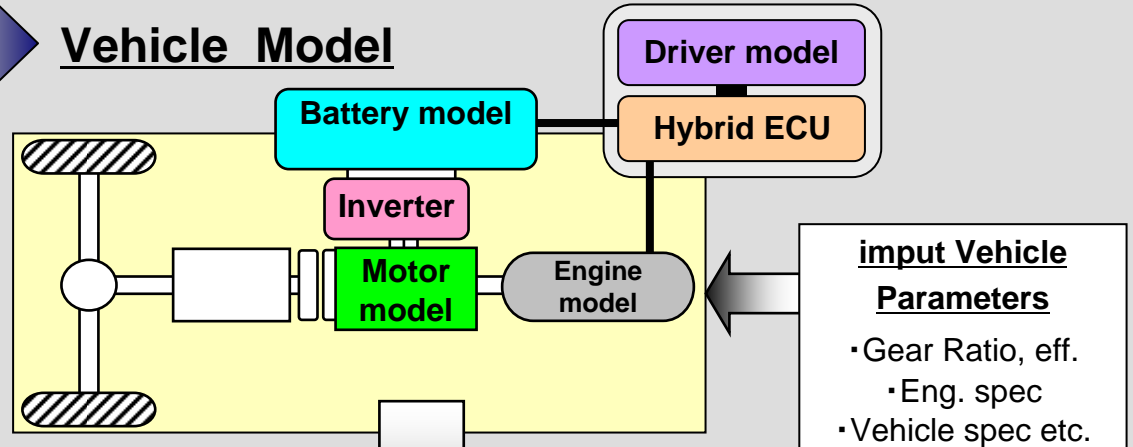 Vehicle Model
Driver model
Battery model
Hybrid ECU
Inverter
Motor
model
Engine
model
imput Vehicle
Parameters
・Gear Ratio, eff.
・Eng. spec
・Vehicle spec etc.